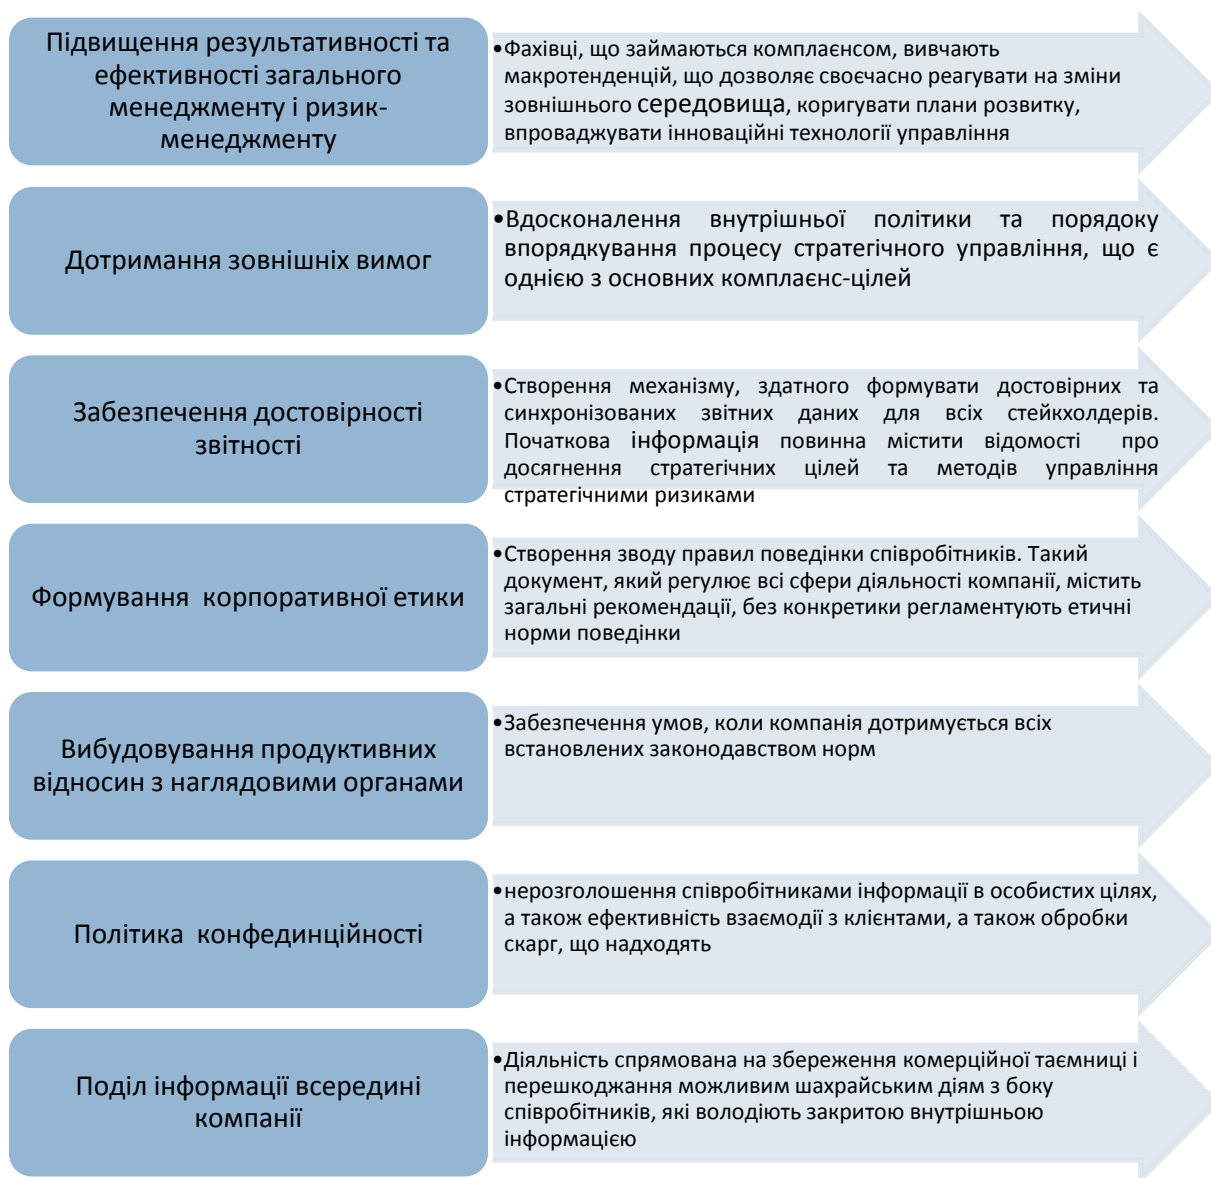 Підвищення результативності та
ефективності загального
менеджменту і ризик-
менеджменту
•Фахівці, що займаються комплаєнсом, вивчають
макротенденцій, що дозволяє своєчасно реагувати на зміни
зовнішнього середовища, коригувати плани розвитку,
впроваджувати інноваційні технології управління
Дотримання зовнішніх вимог
•Вдосконалення внутрішньої політики та порядоку
впорядкування процесу стратегічного управління, що є
однією з основних комплаєнс-цілей
Забезпечення достовірності
звітності
•Створення механізму, здатного формувати достовірних та
синхронізованих звітних даних для всіх стейкхолдерів.
Початкова інформація повинна містити відомості про
досягнення стратегічних цілей та методів управління
стратегічними ризиками
Формування корпоративної етики
•Створення зводу правил поведінки співробітників. Такий
документ, який регулює всі сфери діяльності компанії, містить
загальні рекомендації, без конкретики регламентують етичні
норми поведінки
Вибудовування продуктивних
відносин з наглядовими органами
•Забезпечення умов, коли компанія дотримується всіх
встановлених законодавством норм
Політика конфединційності
•нерозголошення співробітниками інформації в особистих цілях,
а також ефективність взаємодії з клієнтами, а також обробки
скарг, що надходять
Поділ інформації всередині
компанії
•Діяльність спрямована на збереження комерційної таємниці і
перешкоджання можливим шахрайським діям з боку
співробітників, які володіють закритою внутрішньою
інформацією